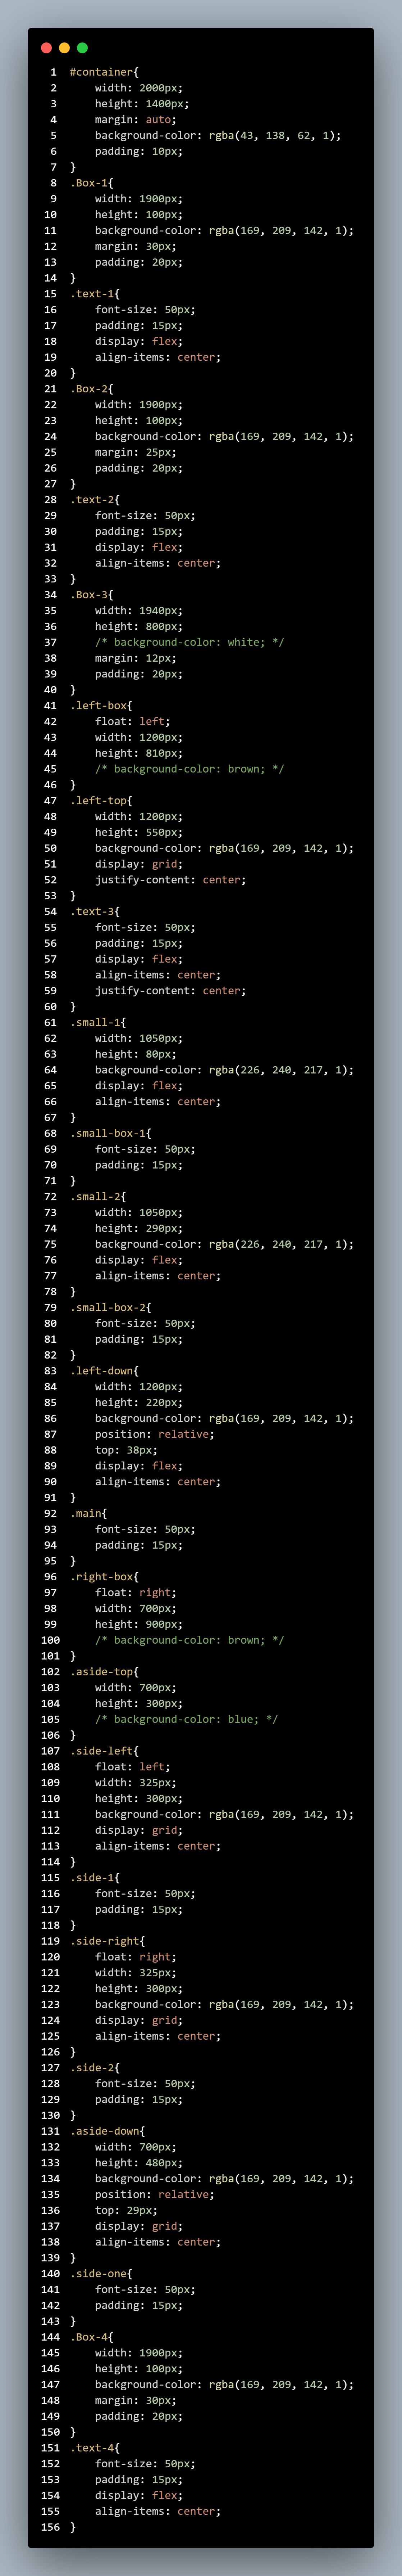 1 #container{
2     width: 2000px;
3     height: 1400px;
4     margin: auto;
5     background-color: rgba(43, 138, 62, 1);
6     padding: 10px;
7 }
8 .Box-1{
9     width: 1900px;
10     height: 100px;
11     background-color: rgba(169, 209, 142, 1);
12     margin: 30px;
13     padding: 20px;
14 }
15 .text-1{
16     font-size: 50px;
17     padding: 15px;
18     display: flex;
19     align-items: center;
20 }
21 .Box-2{
22     width: 1900px;
23     height: 100px;
24     background-color: rgba(169, 209, 142, 1);
25     margin: 25px;
26     padding: 20px;
27 }
28 .text-2{
29     font-size: 50px;
30     padding: 15px;
31     display: flex;
32     align-items: center;
33 }
34 .Box-3{
35     width: 1940px;
36     height: 800px;
37     /* background-color: white; */
38     margin: 12px;
39     padding: 20px;
40 }
41 .left-box{
42     float: left;
43     width: 1200px;
44     height: 810px;
45     /* background-color: brown; */
46 }
47 .left-top{
48     width: 1200px;
49     height: 550px;
50     background-color: rgba(169, 209, 142, 1);
51     display: grid;
52     justify-content: center;
53 }
54 .text-3{
55     font-size: 50px;
56     padding: 15px;
57     display: flex;
58     align-items: center;
59     justify-content: center;
60 }
61 .small-1{
62     width: 1050px;
63     height: 80px;
64     background-color: rgba(226, 240, 217, 1);
65     display: flex;
66     align-items: center;
67 }
68 .small-box-1{
69     font-size: 50px;
70     padding: 15px;
71 }
72 .small-2{
73     width: 1050px;
74     height: 290px;
75     background-color: rgba(226, 240, 217, 1);
76     display: flex;
77     align-items: center;
78 }
79 .small-box-2{
80     font-size: 50px;
81     padding: 15px;
82 }
83 .left-down{
84     width: 1200px;
85     height: 220px;
86     background-color: rgba(169, 209, 142, 1);
87     position: relative;
88     top: 38px;
89     display: flex;
90     align-items: center;
91 }
92 .main{
93     font-size: 50px;
94     padding: 15px;
95 }
96 .right-box{
97     float: right;
98     width: 700px;
99     height: 900px;
100     /* background-color: brown; */
101 }
102 .aside-top{
103     width: 700px;
104     height: 300px;
105     /* background-color: blue; */
106 }
107 .side-left{
108     float: left;
109     width: 325px;
110     height: 300px;
111     background-color: rgba(169, 209, 142, 1);
112     display: grid;
113     align-items: center;
114 }
115 .side-1{
116     font-size: 50px;
117     padding: 15px;
118 }
119 .side-right{
120     float: right;
121     width: 325px;
122     height: 300px;
123     background-color: rgba(169, 209, 142, 1);
124     display: grid;
125     align-items: center;
126 }
127 .side-2{
128     font-size: 50px;
129     padding: 15px;
130 }
131 .aside-down{
132     width: 700px;
133     height: 480px;
134     background-color: rgba(169, 209, 142, 1);
135     position: relative;
136     top: 29px;
137     display: grid;
138     align-items: center;
139 }
140 .side-one{
141     font-size: 50px;
142     padding: 15px;
143 }
144 .Box-4{
145     width: 1900px;
146     height: 100px;
147     background-color: rgba(169, 209, 142, 1);
148     margin: 30px;
149     padding: 20px;
150 }
151 .text-4{
152     font-size: 50px;
153     padding: 15px;
154     display: flex;
155     align-items: center;
156 }